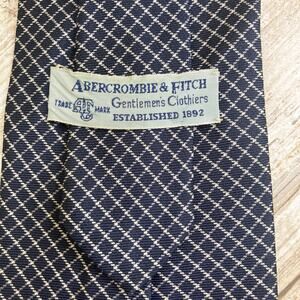 ABERCROMBIE & FITCH
TRADE MARK Gentlemens Clothiers
ESTABLISHED 1892